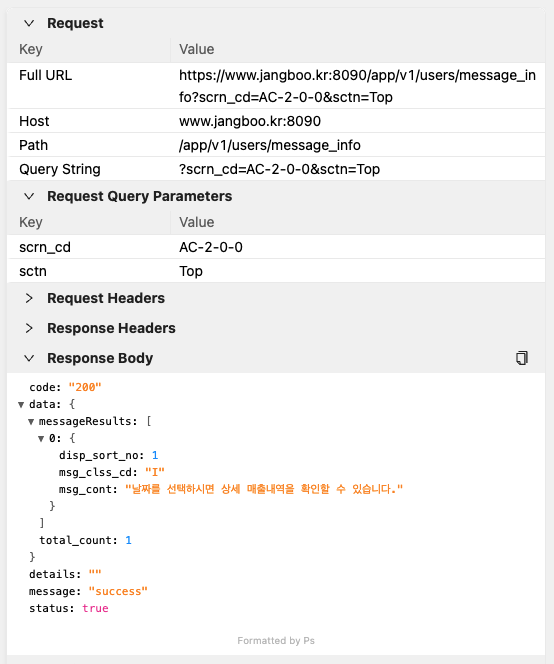 Request
Key Value
Full URL https://www.jangboo.kr:8090/app/v1/users/message_in
fo?scrn_cd=AC-2-0-0&sctn=Top
Host www.jangboo.kr:8090
Path /app/v1/users/message_info
Query String ?scrn_cd=AC-2-0-0&sctn=Top
Request Query Parameters
Key Value
scrn_cd AC-2-0-0
sctn Top
Request Headers
Response Headers
Response Body
code: "200"
data: {
messageResults: [
0: {
disp_sort_no: 1
msg_clss_cd: "I"
msg_cont: "날짜를 선택하시면 상세 매출내역을 확인할 수 있습니다."
}
]
total_count: 1
}
details: ""
message: "success"
status: true
Formatted by Ps